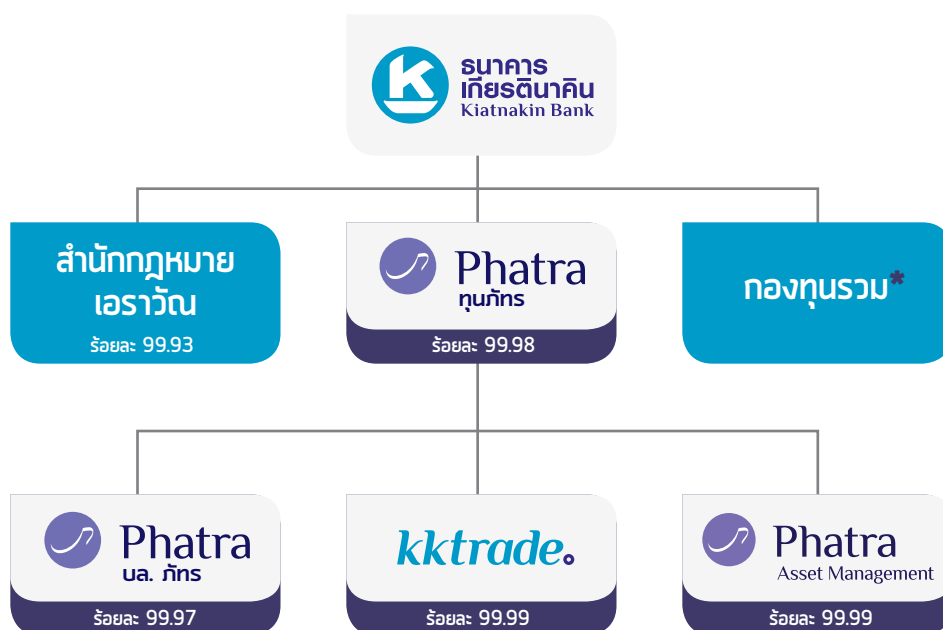 ธนาคาร
เกียรตินาคิน
Kiatnakin Bank
สำนักกฎหมาย
เอราวัณ
ร้อยละ 99.93
Phatra
ทุนภัทร
ร้อยละ 99.98
กองทุนรวม*
Phatra
บล. ภัทร
ร้อยละ 99.97
kktrade.
ร้อยละ 99.99
Phatra
Asset Management
ร้อยละ 99.99